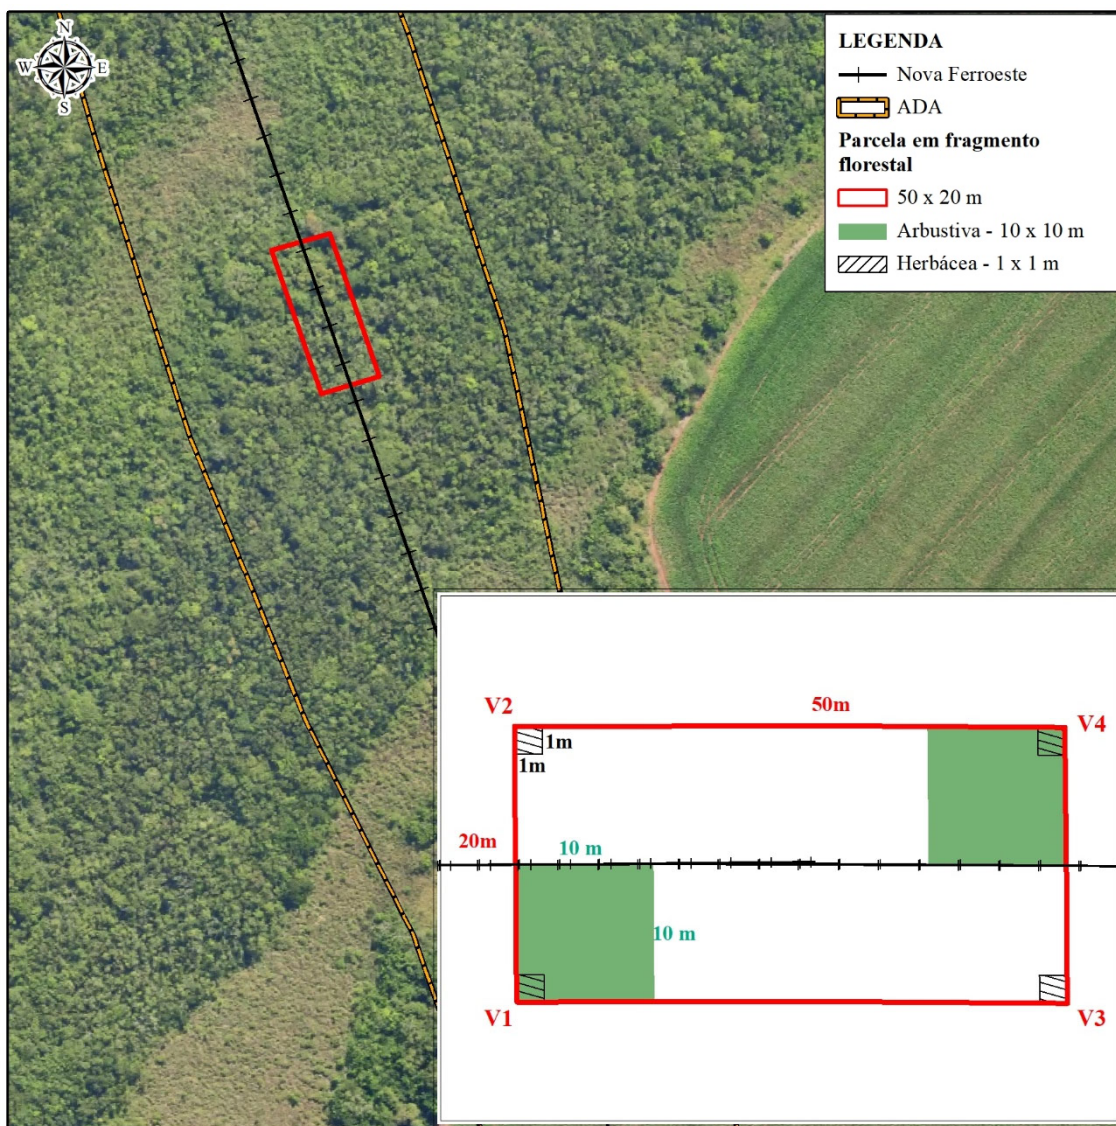 N
W E
S
LEGENDA
Nova Ferroeste
ADA
Parcela em fragmento
florestal
50 x 20 m
Arbustiva - 10 x 10 m
Herbácea - 1 x 1 m
V2
50m
V4
1m
1m
20m
10 m
10 m
V1
V3